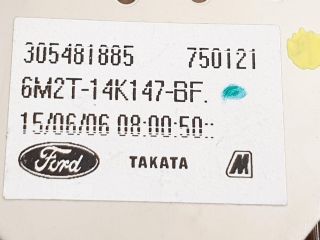 305481885 750121
6M2T-14K147-BF.
15/06/06 08:00:50::
Ford TAKATA M